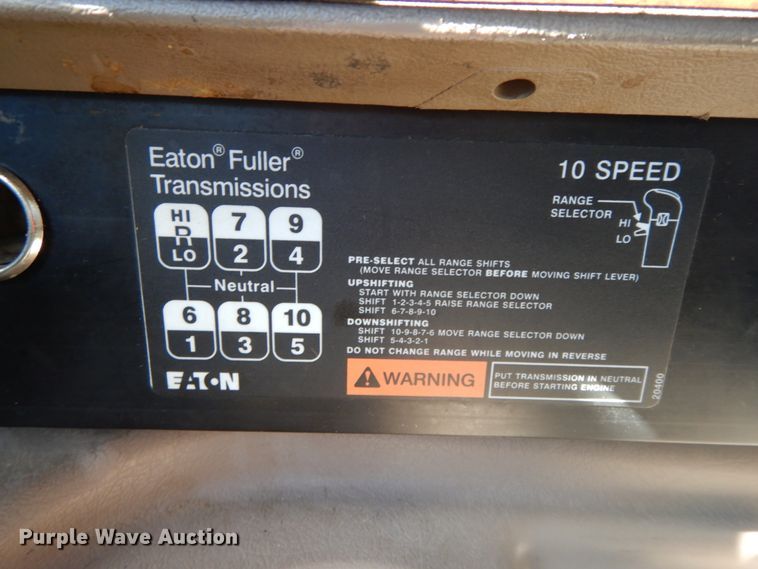 Eaton® Fuller®
Transmissions
10 SPEED
RANGE
SELECTOR
HI
LO
HI
R
LO
7
2
9
4
Neutral
6
1
8
3
10
5
PRE-SELECT ALL RANGE SHIFTS
(MOVE RANGE SELECTOR BEFORE MOVING SHIFT LEVER)
UPSHIFTING
START WITH RANGE SELECTOR DOWN
SHIFT 1-2-3-4-5 RAISE RANGE SELECTOR
SHIFT 6-7-8-9-10
DOWNSHIFTING
SHIFT 10-9-8-7-6 MOVE RANGE SELECTOR DOWN
SHIFT 5-4-3-2-1
DO NOT CHANGE RANGE WHILE MOVING IN REVERSE
EATON
WARNING
PUT TRANSMISSION IN NEUTRAL
BEFORE STARTING ENGINE
20400
Purple Wave Auction